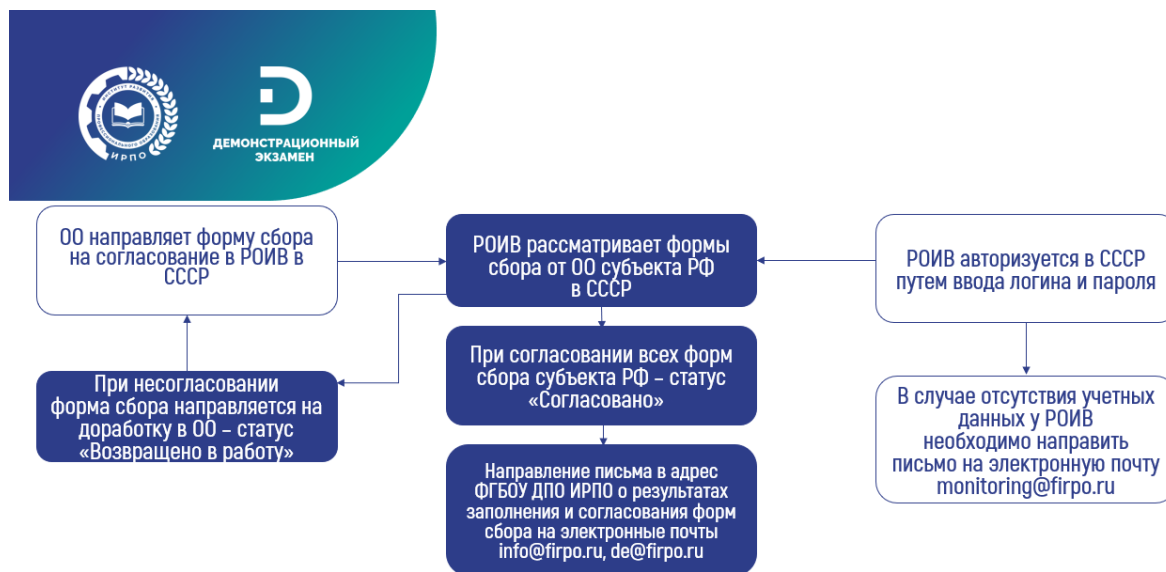 ИНСТИТУТ РАЗВИТИЯ
ПРОФЕССИОНАЛЬНОГО ОБРАЗОВАНИЯ
ИРПО
ДЕМОНСТРАЦИОННЫЙ
ЭКЗАМЕН
ОО направляет форму сбора
на согласование в РОИВ в
СССР
РОИВ рассматривает формы
сбора от ОО субъекта РФ
в СССР
РОИВ авторизуется в СССР
путем ввода логина и пароля
При несогласовании
форма сбора направляется на
доработку в ОО – статус
«Возвращено в работу»
При согласовании всех форм
сбора субъекта РФ – статус
«Согласовано»
В случае отсутствия учетных
данных у РОИВ
необходимо направить
письмо на электронную почту
monitoring@firpo.ru
Направление письма в адрес
ФГБОУ ДПО ИРПО о результатах
заполнения и согласования форм
сбора на электронные почты
info@firpo.ru, de@firpo.ru